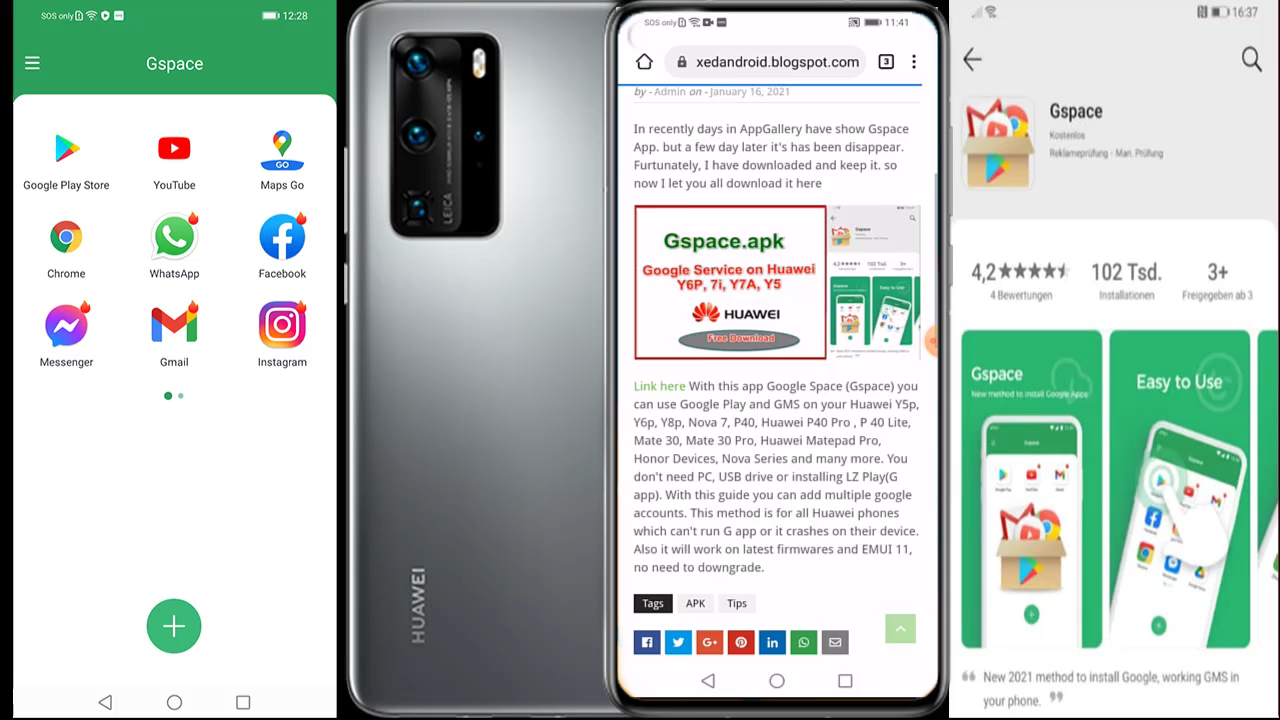 SOS only
12:28
Gspace
Google Play Store
YouTube
GO
Maps Go
Chrome
WhatsApp
Facebook
Messenger
Gmail
Instagram
LEICA
HUAWEI
SOS only
11:41
xedandroid.blogspot.com
3
by - Admin on - January 16, 2021
In recently days in AppGallery have show Gspace
App. but a few day later it's has been disappear.
Furtunately, I have downloaded and keep it. so
now I let you all download it here
Gspace.apk
Google Service on Huawei
Y6P, 7i, Y7A, Y5
HUAWEI
Free Download
Gspace
4,2
102 Tsd.
3+
Link here With this app Google Space (Gspace) you
can use Google Play and GMS on your Huawei Y5p,
Y6p, Y8p, Nova 7, P40, Huawei P40 Pro , P 40 Lite,
Mate 30, Mate 30 Pro, Huawei Matepad Pro,
Honor Devices, Nova Series and many more. You
don't need PC, USB drive or installing LZ Play(G
app). With this guide you can add multiple google
accounts. This method is for all Huawei phones
which can't run G app or it crashes on their device.
Also it will work on latest firmwares and EMUI 11,
no need to downgrade.
Tags APK Tips
16:37
Gspace
Kostenlos
Reklameprüfung - Man. Prüfung
4,2 102 Tsd. 3+
4 Bewertungen Installationen Freigegeben ab 3
Gspace
New method to install Google Apps
Easy to Use
New 2021 method to install Google, working GMS in
your phone.